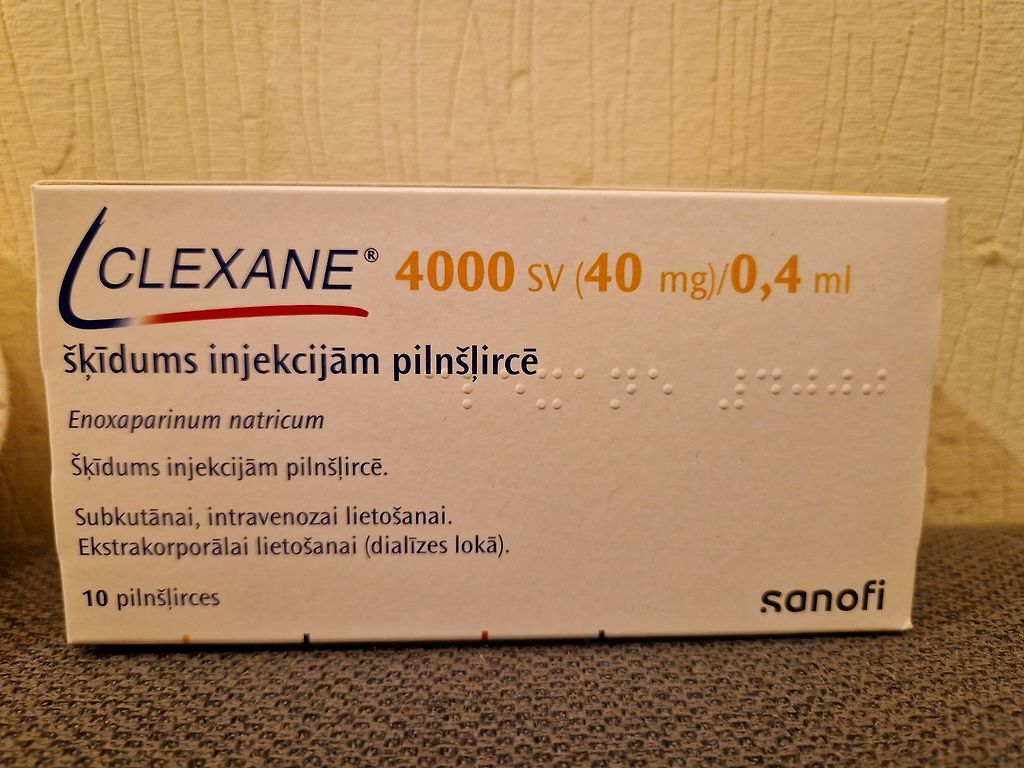 CLEXANE® 4000 SV (40 mg)/0,4 ml
šķīdums injekcijām pilnšļircē
Enoxaparinum natricum
Šķīdums injekcijām pilnšļircē.
Subkutānai, intravenozai lietošanai.
Ekstrakorporālai lietošanai (dialīzes lokā).
10 pilnšļirces
sanofi